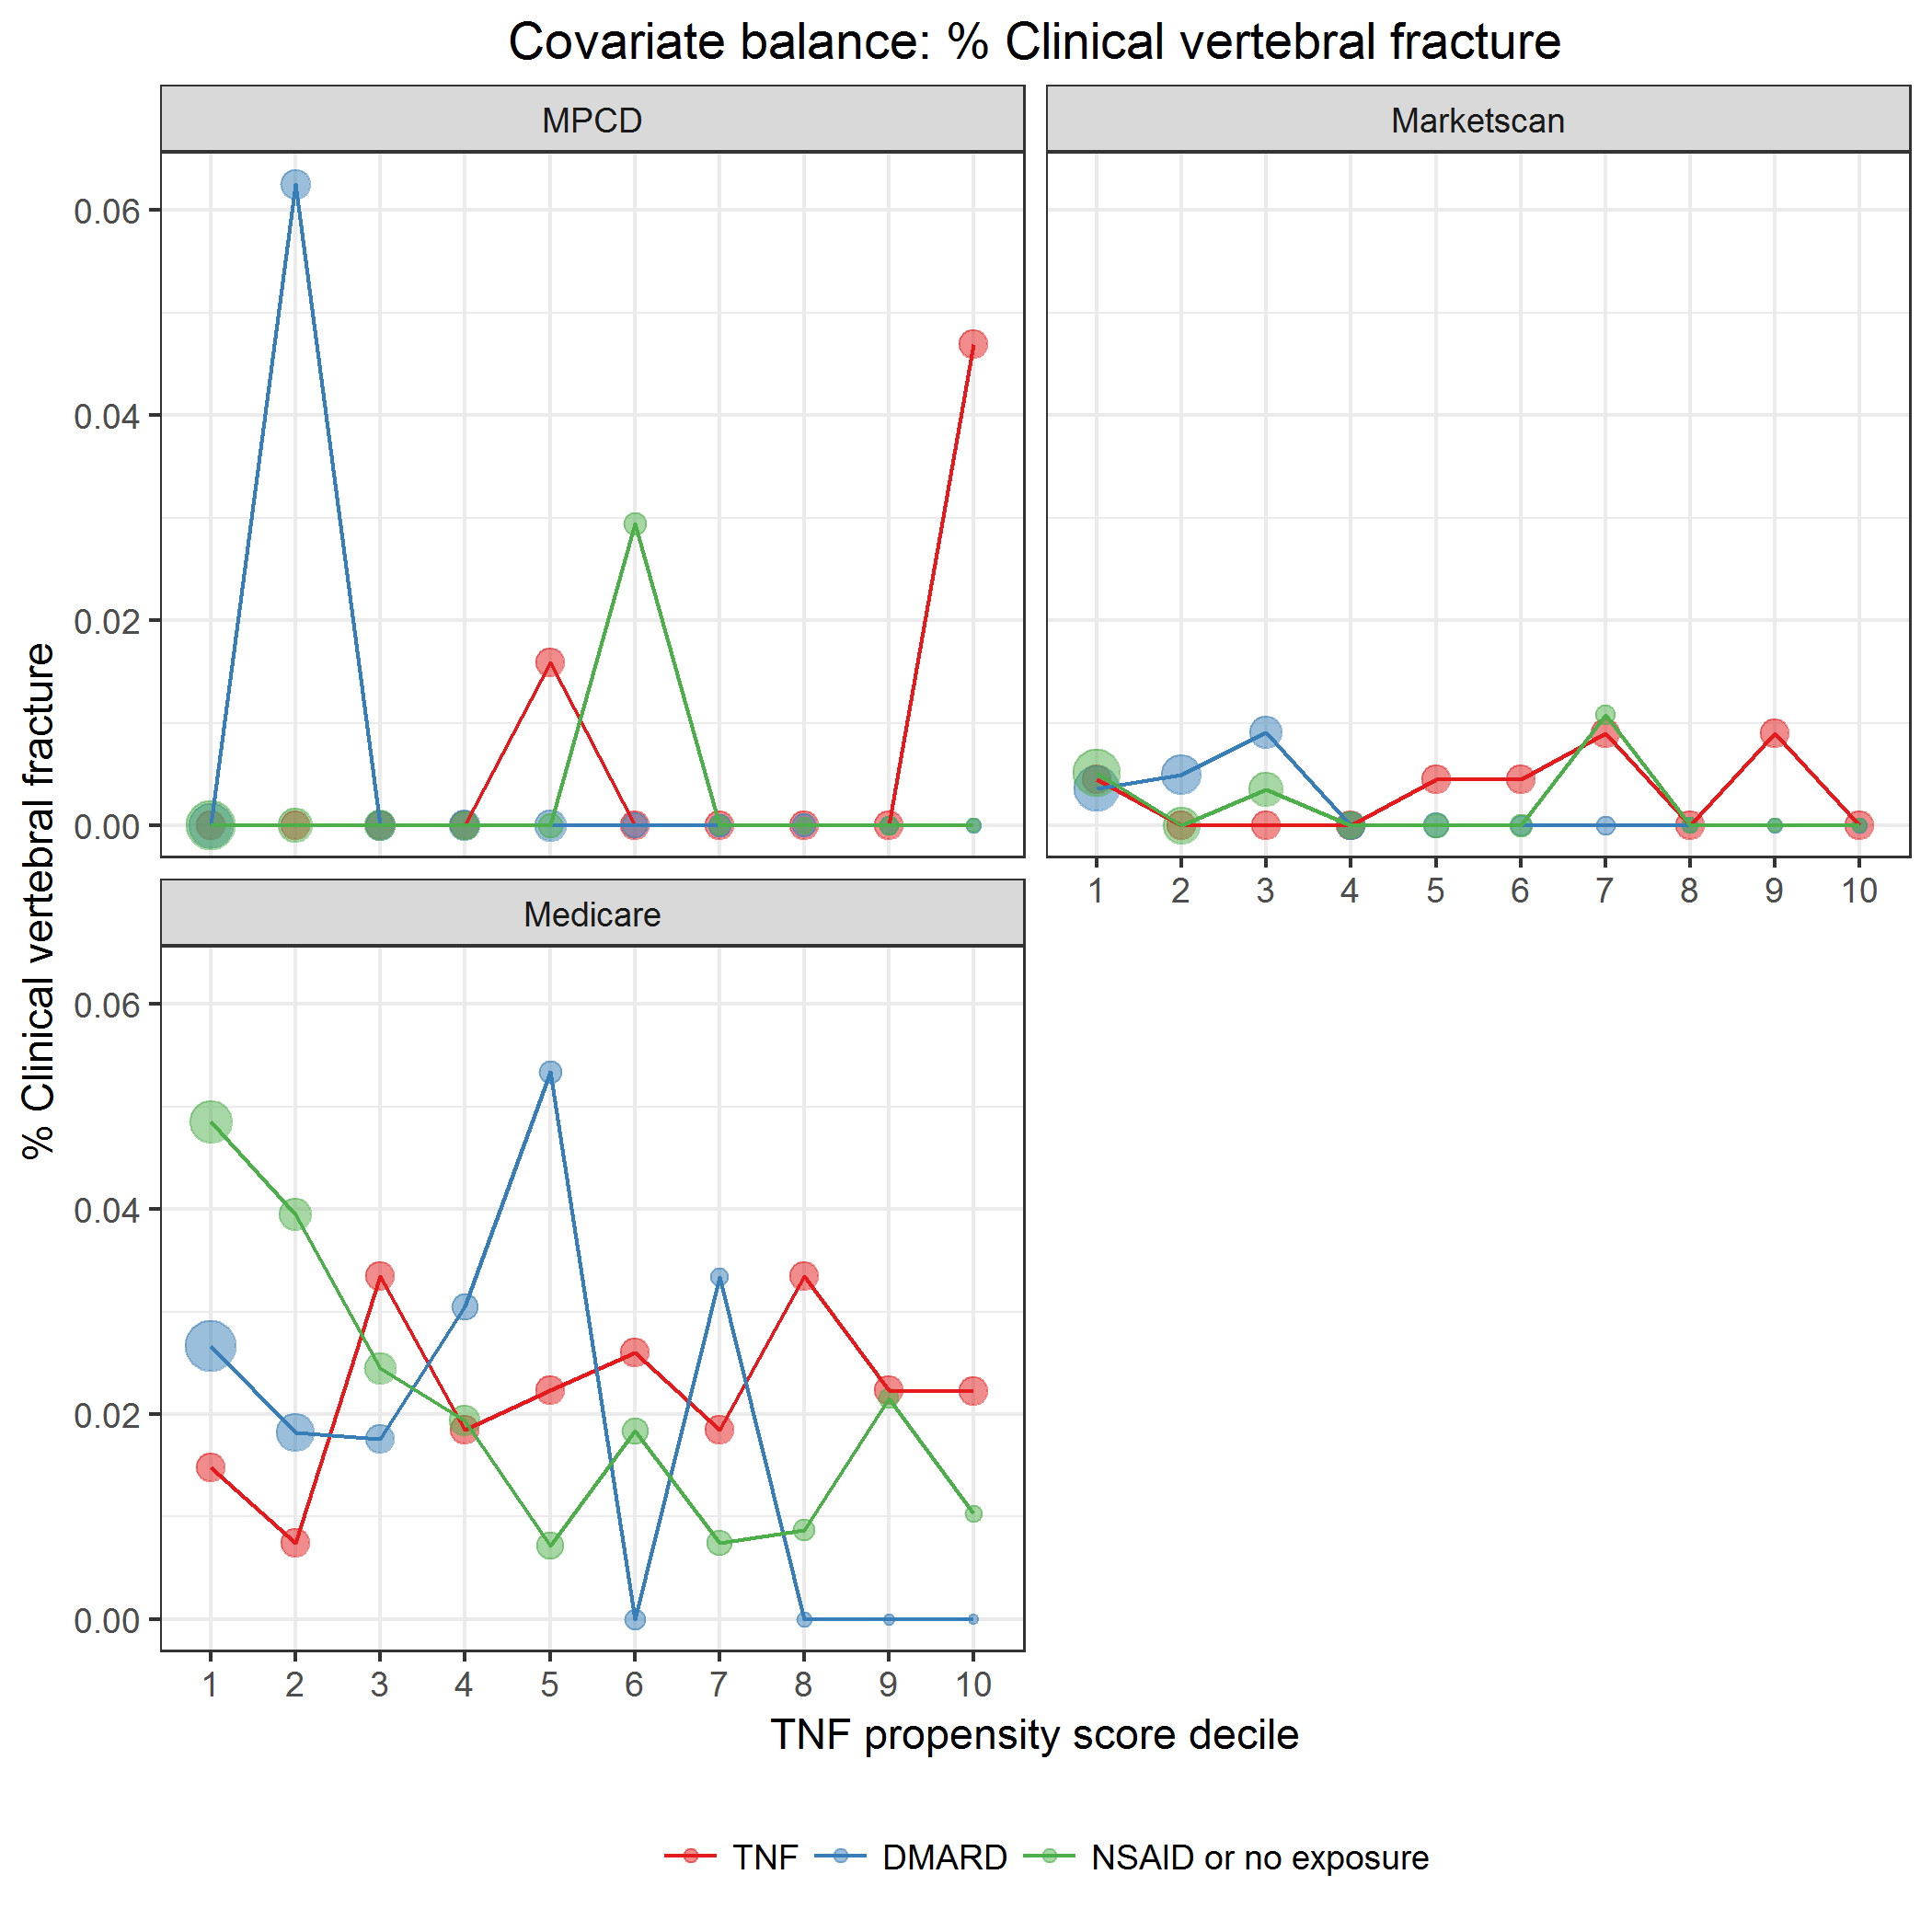 Covariate balance: % Clinical vertebral fracture
MPCD
Marketscan
0.06
0.04
0.02
0.00
1 2 3 4 5 6 7 8 9 10
Medicare
0.06
0.04
0.02
0.00
1 2 3 4 5 6 7 8 9 10
% Clinical vertebral fracture
TNF propensity score decile
TNF DMARD NSAID or no exposure